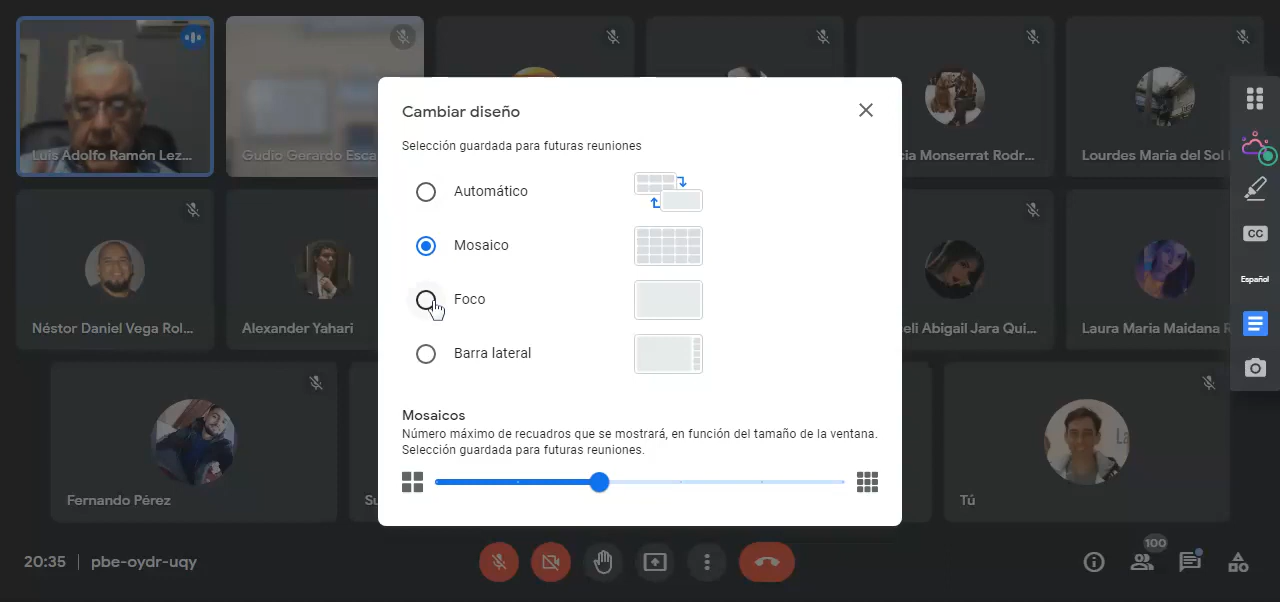 Luis Adolfo Ramón Lez...
Gudio Gerardo Esca
cia Monserrat Rodr...
Lourdes Maria del Sol
Néstor Daniel Vega Rol...
Alexander Yahari
eli Abigail Jara Qui...
Laura Maria Maidana R
Fernando Pérez
Su
Tú
Cambiar diseño
Selección guardada para futuras reuniones
Automático
Mosaico
Foco
Barra lateral
Mosaicos
Número máximo de recuadros que se mostrará, en función del tamaño de la ventana.
Selección guardada para futuras reuniones.
CC
Español
20:35 | pbe-oydr-uqy
100